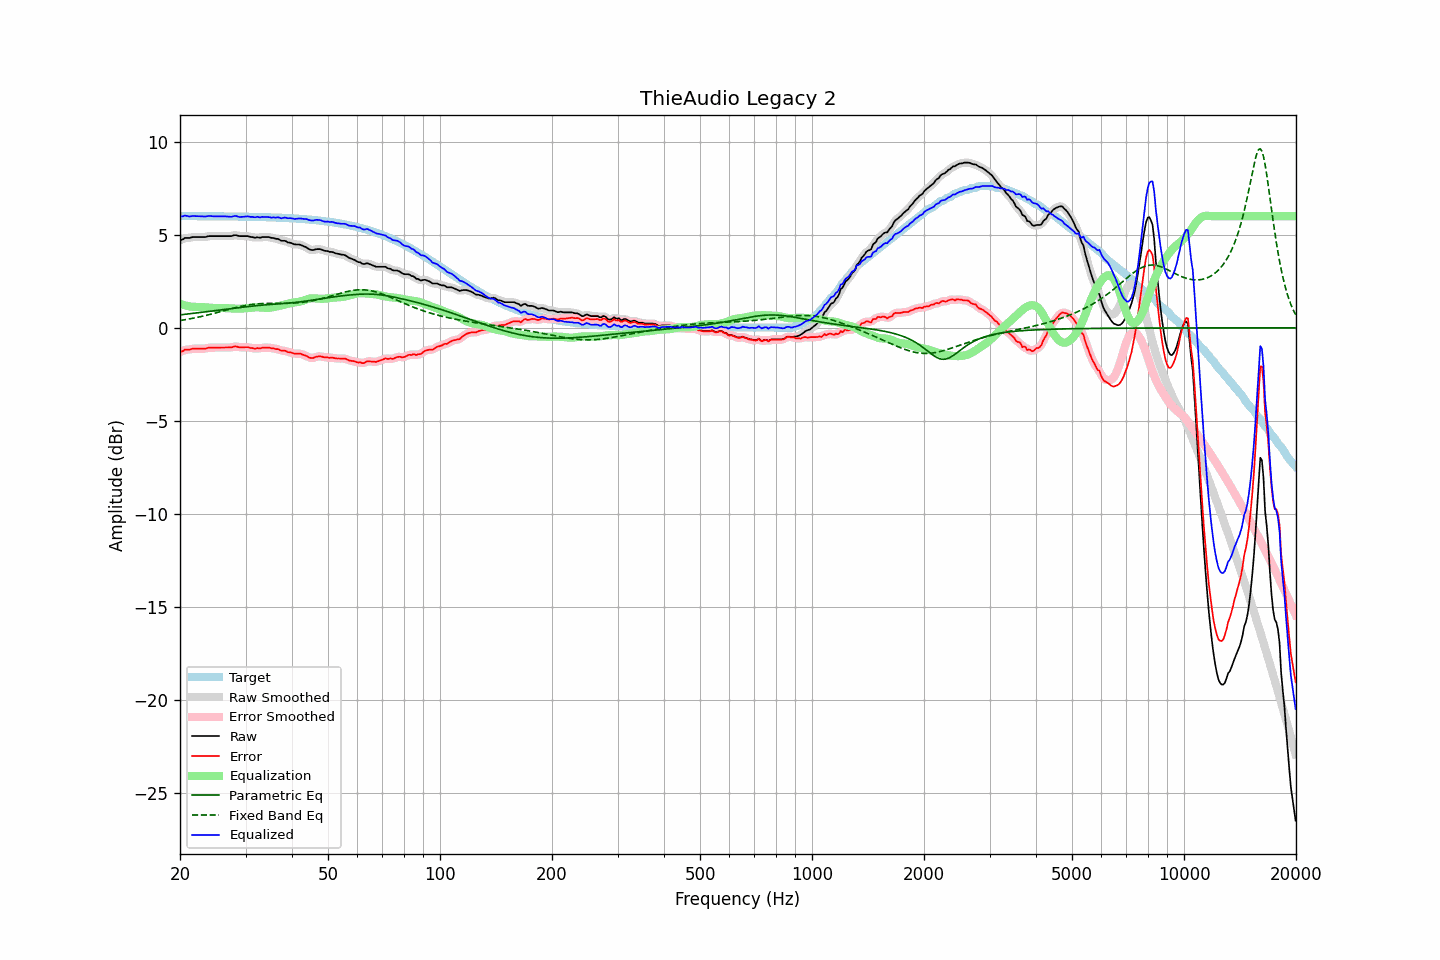 ThieAudio Legacy 2
Amplitude (dBr)
10
5
0
−5
−10
−15
−20
−25
Target
Raw Smoothed
Error Smoothed
Raw
Error
Equalization
Parametric Eq
Fixed Band Eq
Equalized
20 50 100 200 500 1000 2000 5000 10000 20000
Frequency (Hz)